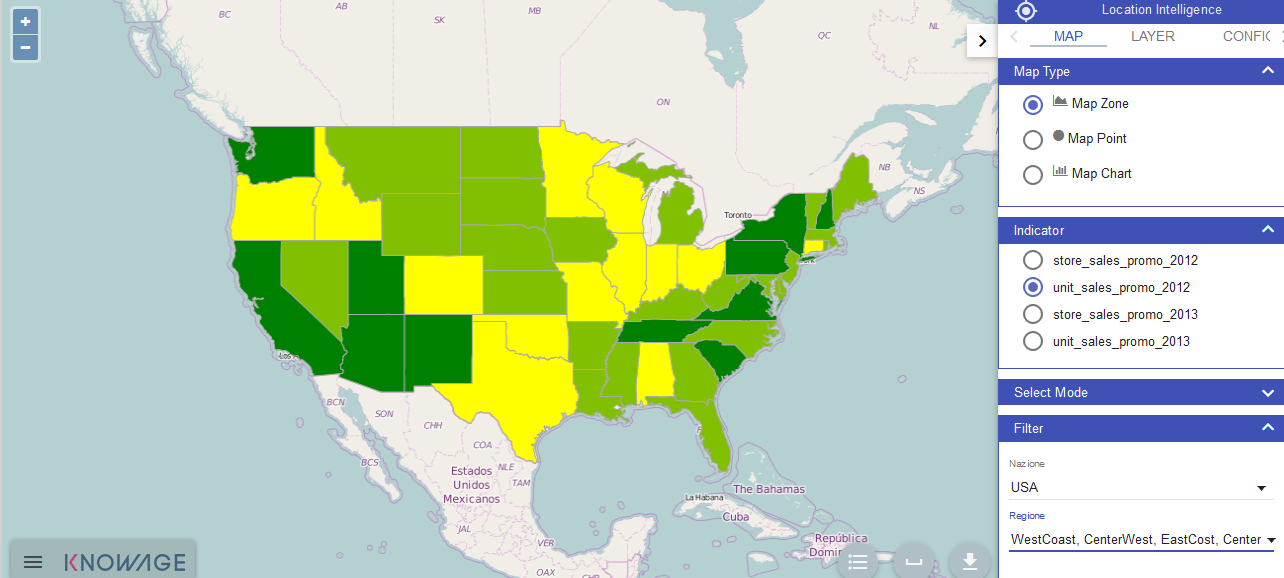 +
−
BC
AB
SK
MB
ON
QC
NL
NB
NS
Toronto
Los A
BCN
SON
CHH
COA
BCS
NLE
TAM
Estados
Unidos
Mexicanos
JAL
VER
OAX
CHP
The Bahamas
La Habana
Cuba
República
Domin
KNOWAGE
Location Intelligence
MAP LAYER CONFIG
Map Type
Map Zone
Map Point
Map Chart
Indicator
store_sales_promo_2012
unit_sales_promo_2012
store_sales_promo_2013
unit_sales_promo_2013
Select Mode
Filter
Nazione
USA
Regione
WestCoast, CenterWest, EastCost, Center